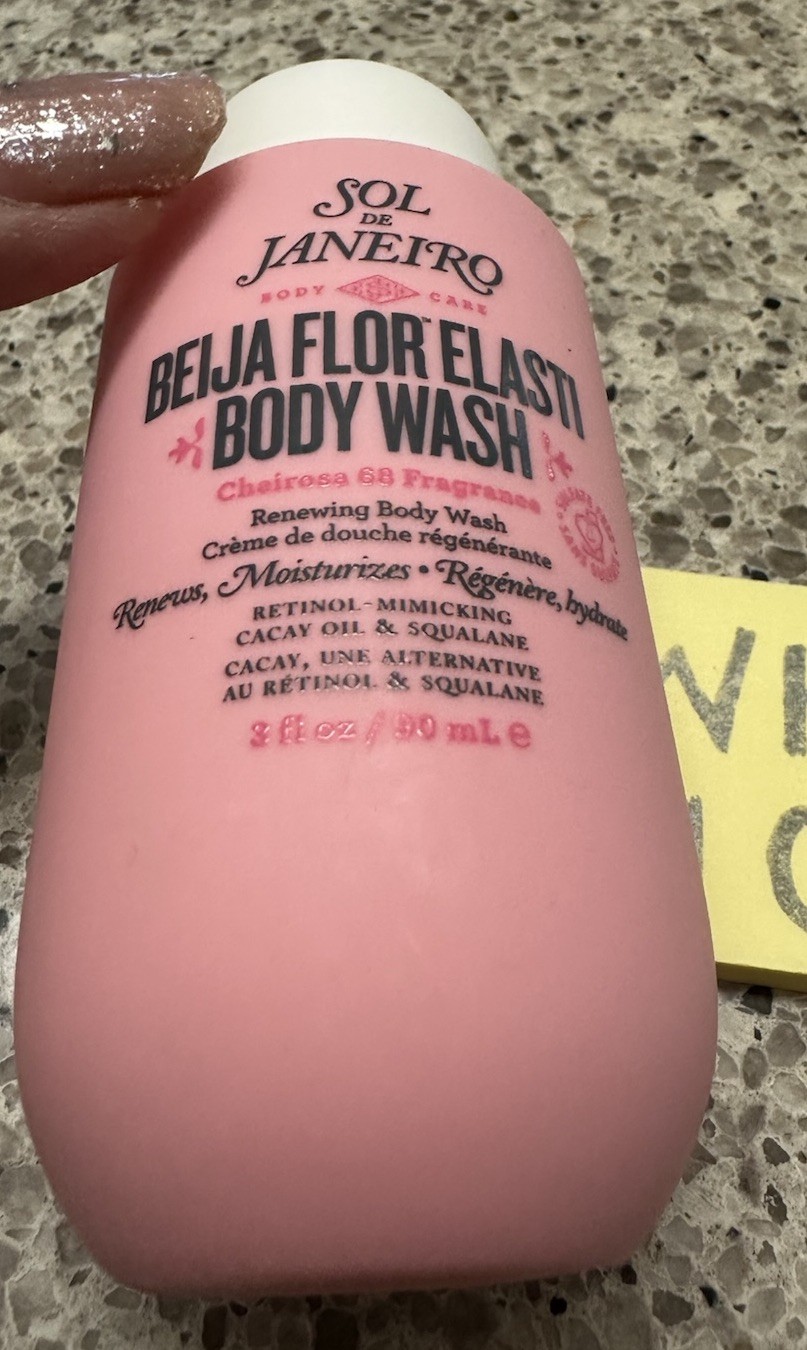 SOL
DE
JANEIRO
BODY CARE
BEIJA FLOR™ ELASTI
BODY WASH
Cheirosa 68 Fragrance
Renewing Body Wash
Crème de douche régénérante
Renews, Moisturizes • Régénère, hydrate
RETINOL-MIMICKING
CACAY OIL & SQUALANE
CACAY, UNE ALTERNATIVE
AU RÉTINOL & SQUALANE
3 fl oz / 90 mL e